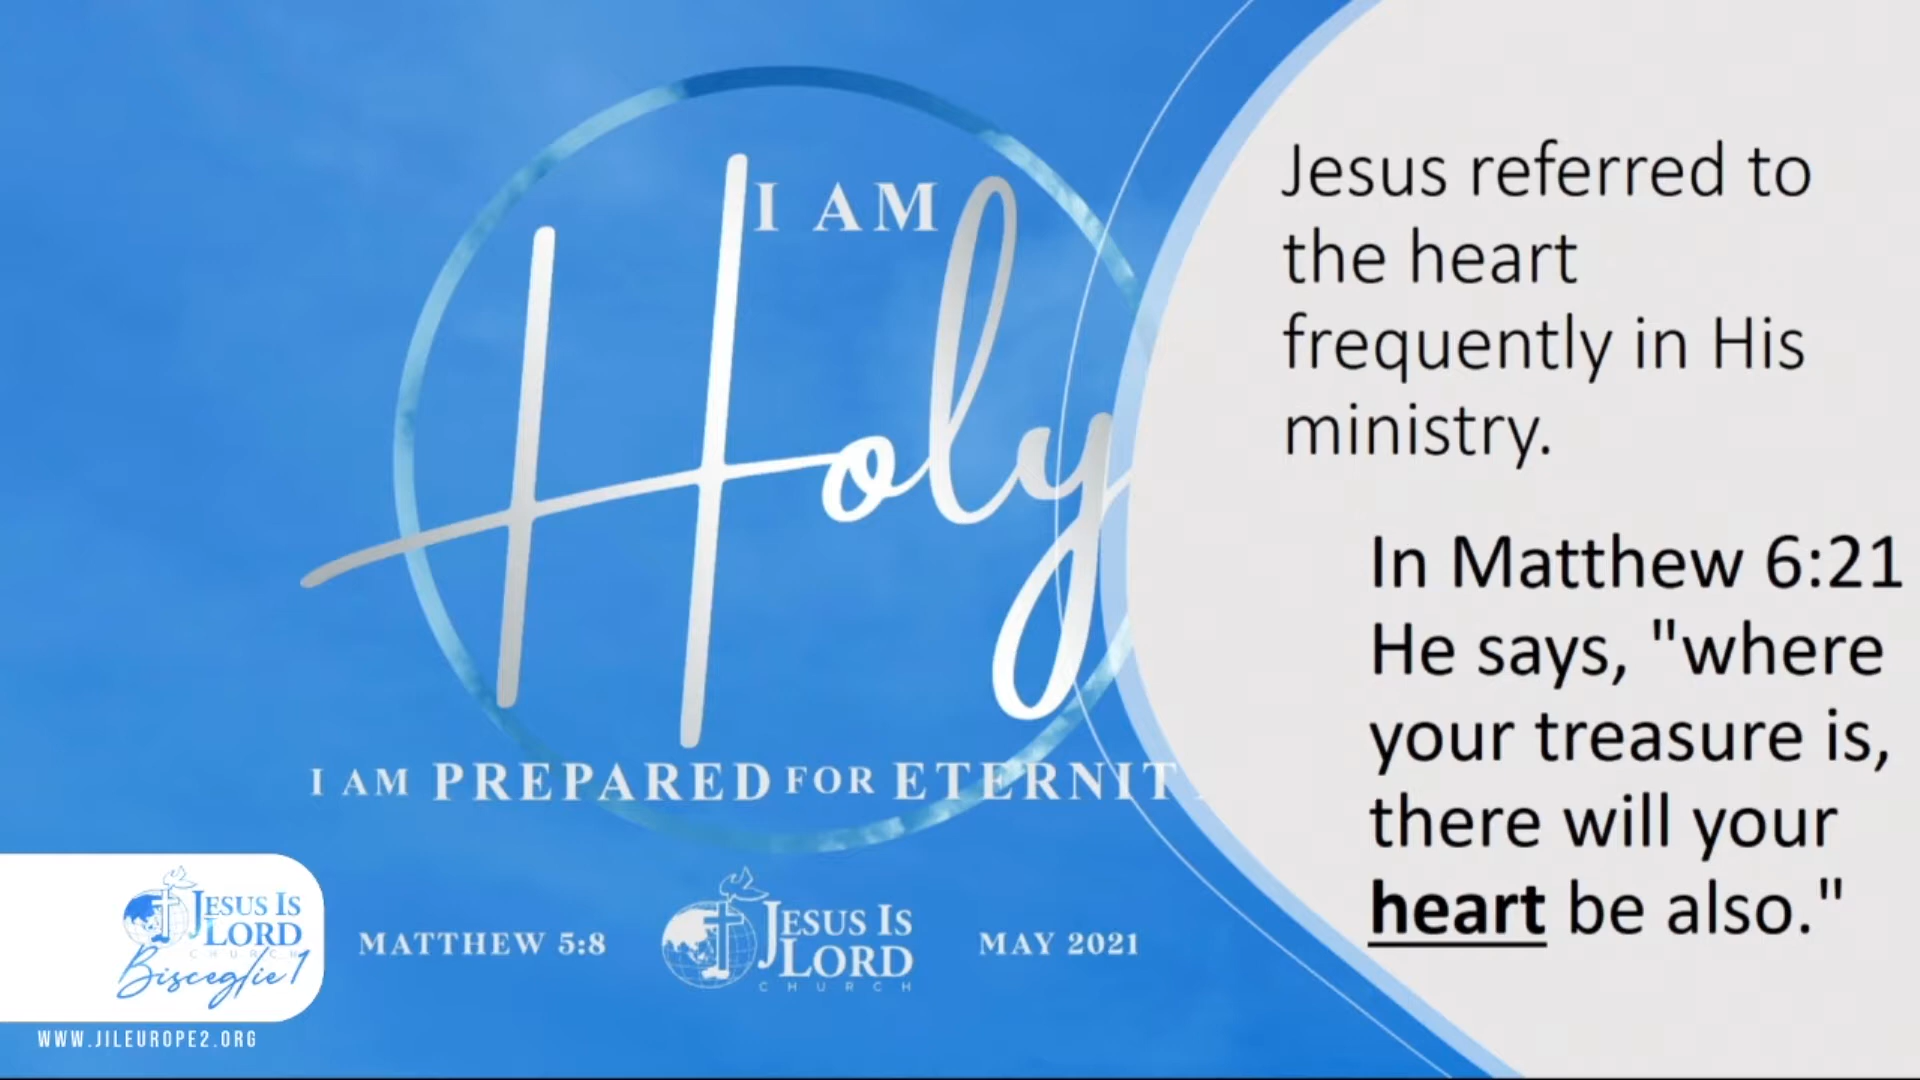 I AM
Holy
I AM PREPARED FOR ETERNIT
MATTHEW 5:8
JESUS IS
LORD
CHURCH
MAY 2021
JESUS IS
LORD
CHURCH
Bisceglie 1
WWW.JILEUROPE2.ORG
Jesus referred to
the heart
frequently in His
ministry.
In Matthew 6:21
He says, "where
your treasure is,
there will your
heart be also."